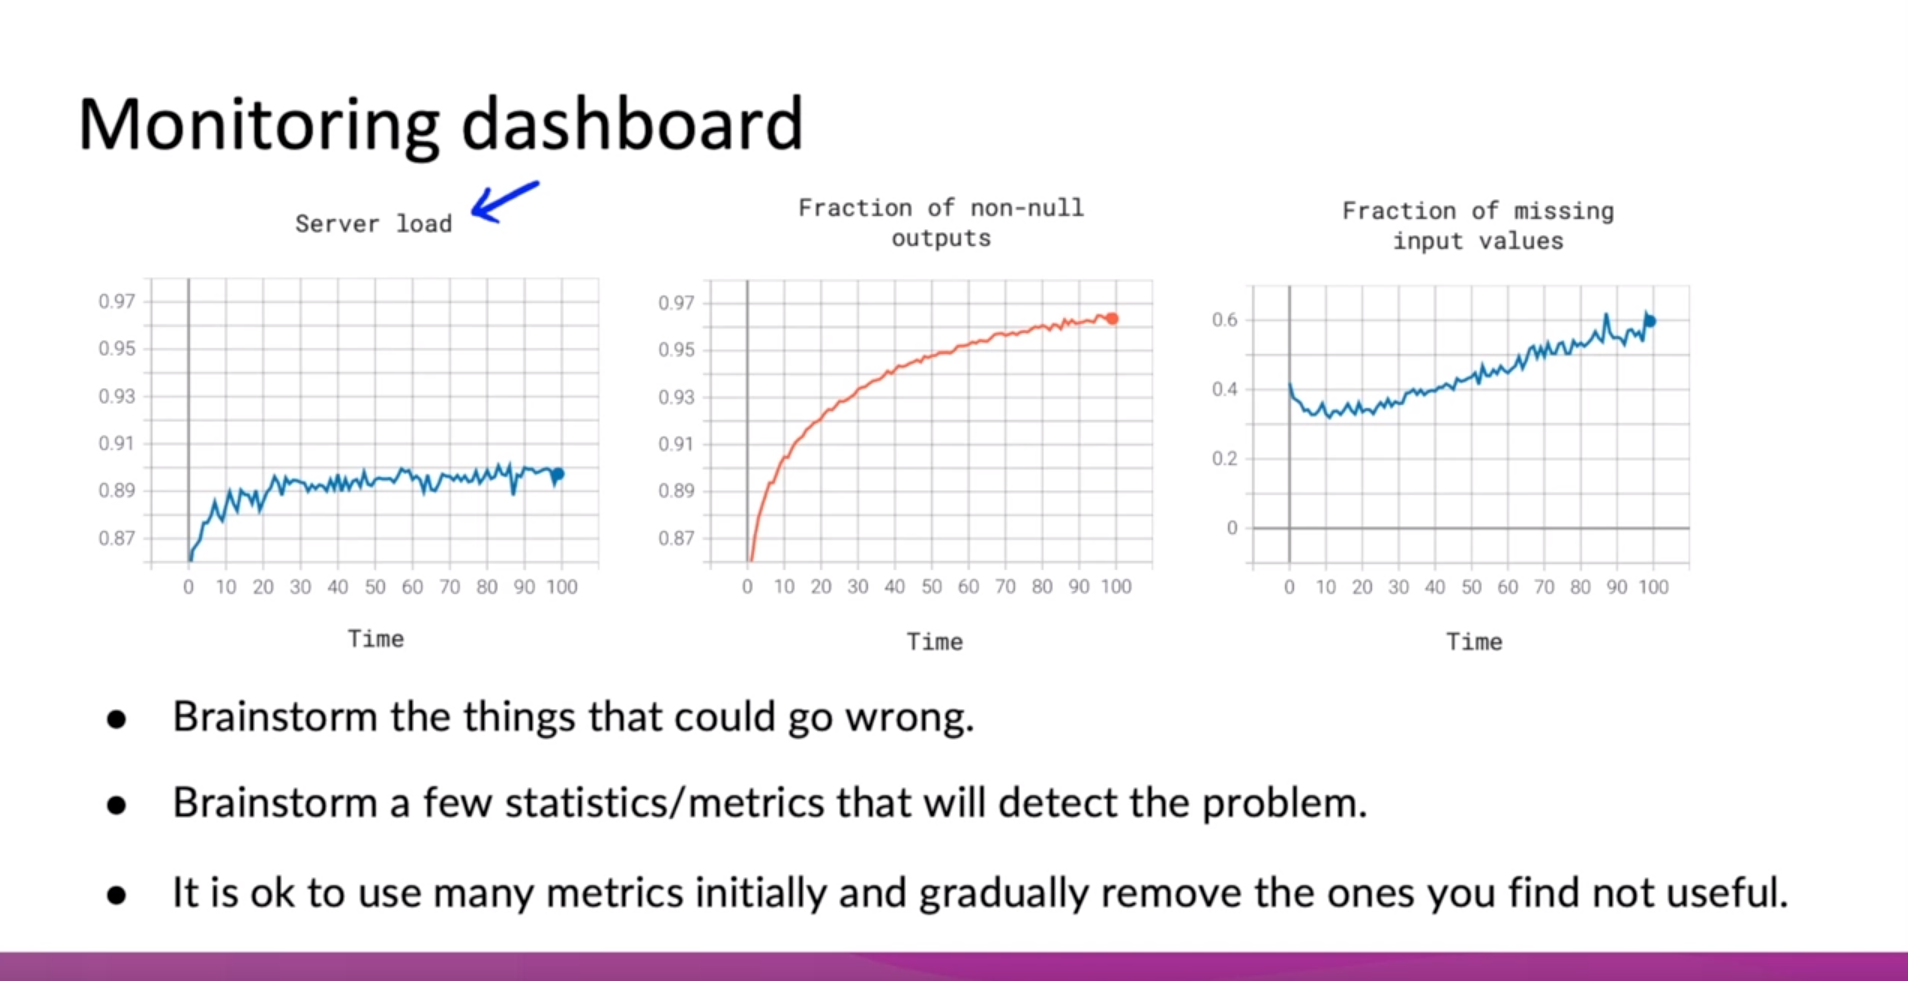 Monitoring dashboard
Server load
0.97
0.95
0.93
0.91
0.89
0.87
0 10 20 30 40 50 60 70 80 90 100
Time
Fraction of non-null
outputs
0.97
0.95
0.93
0.91
0.89
0.87
0 10 20 30 40 50 60 70 80 90 100
Time
Fraction of missing
input values
0.6
0.4
0.2
0
0 10 20 30 40 50 60 70 80 90 100
Time
● Brainstorm the things that could go wrong.
● Brainstorm a few statistics/metrics that will detect the problem.
● It is ok to use many metrics initially and gradually remove the ones you find not useful.